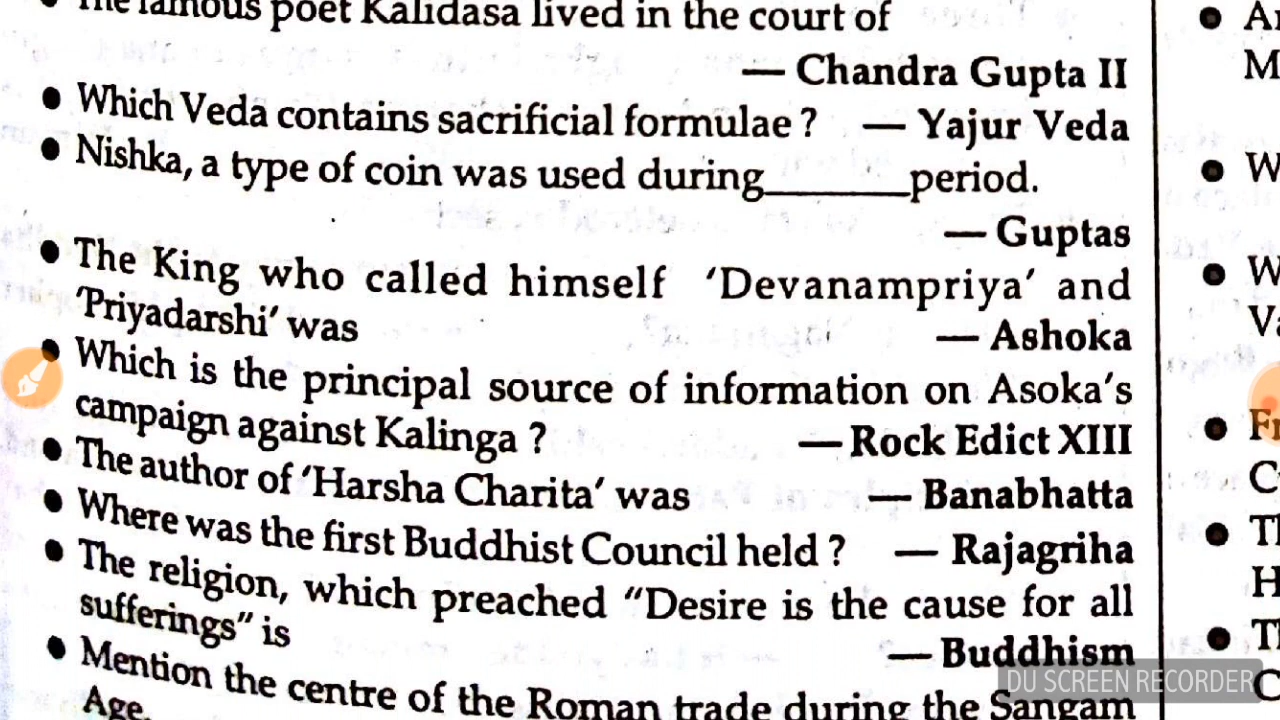 The famous poet Kalidasa lived in the court of
— Chandra Gupta II
• Which Veda contains sacrificial formulae ? — Yajur Veda
• Nishka, a type of coin was used during_______period.
— Guptas
• The King who called himself 'Devanampriya' and
'Priyadarshi' was — Ashoka
• Which is the principal source of information on Asoka's
campaign against Kalinga ? — Rock Edict XIII
• The author of 'Harsha Charita' was — Banabhatta
• Where was the first Buddhist Council held ? — Rajagriha
• The religion, which preached "Desire is the cause for all
sufferings" is — Buddhism
• Mention the centre of the Roman trade during the Sangam
Age.
DU SCREEN RECORDER